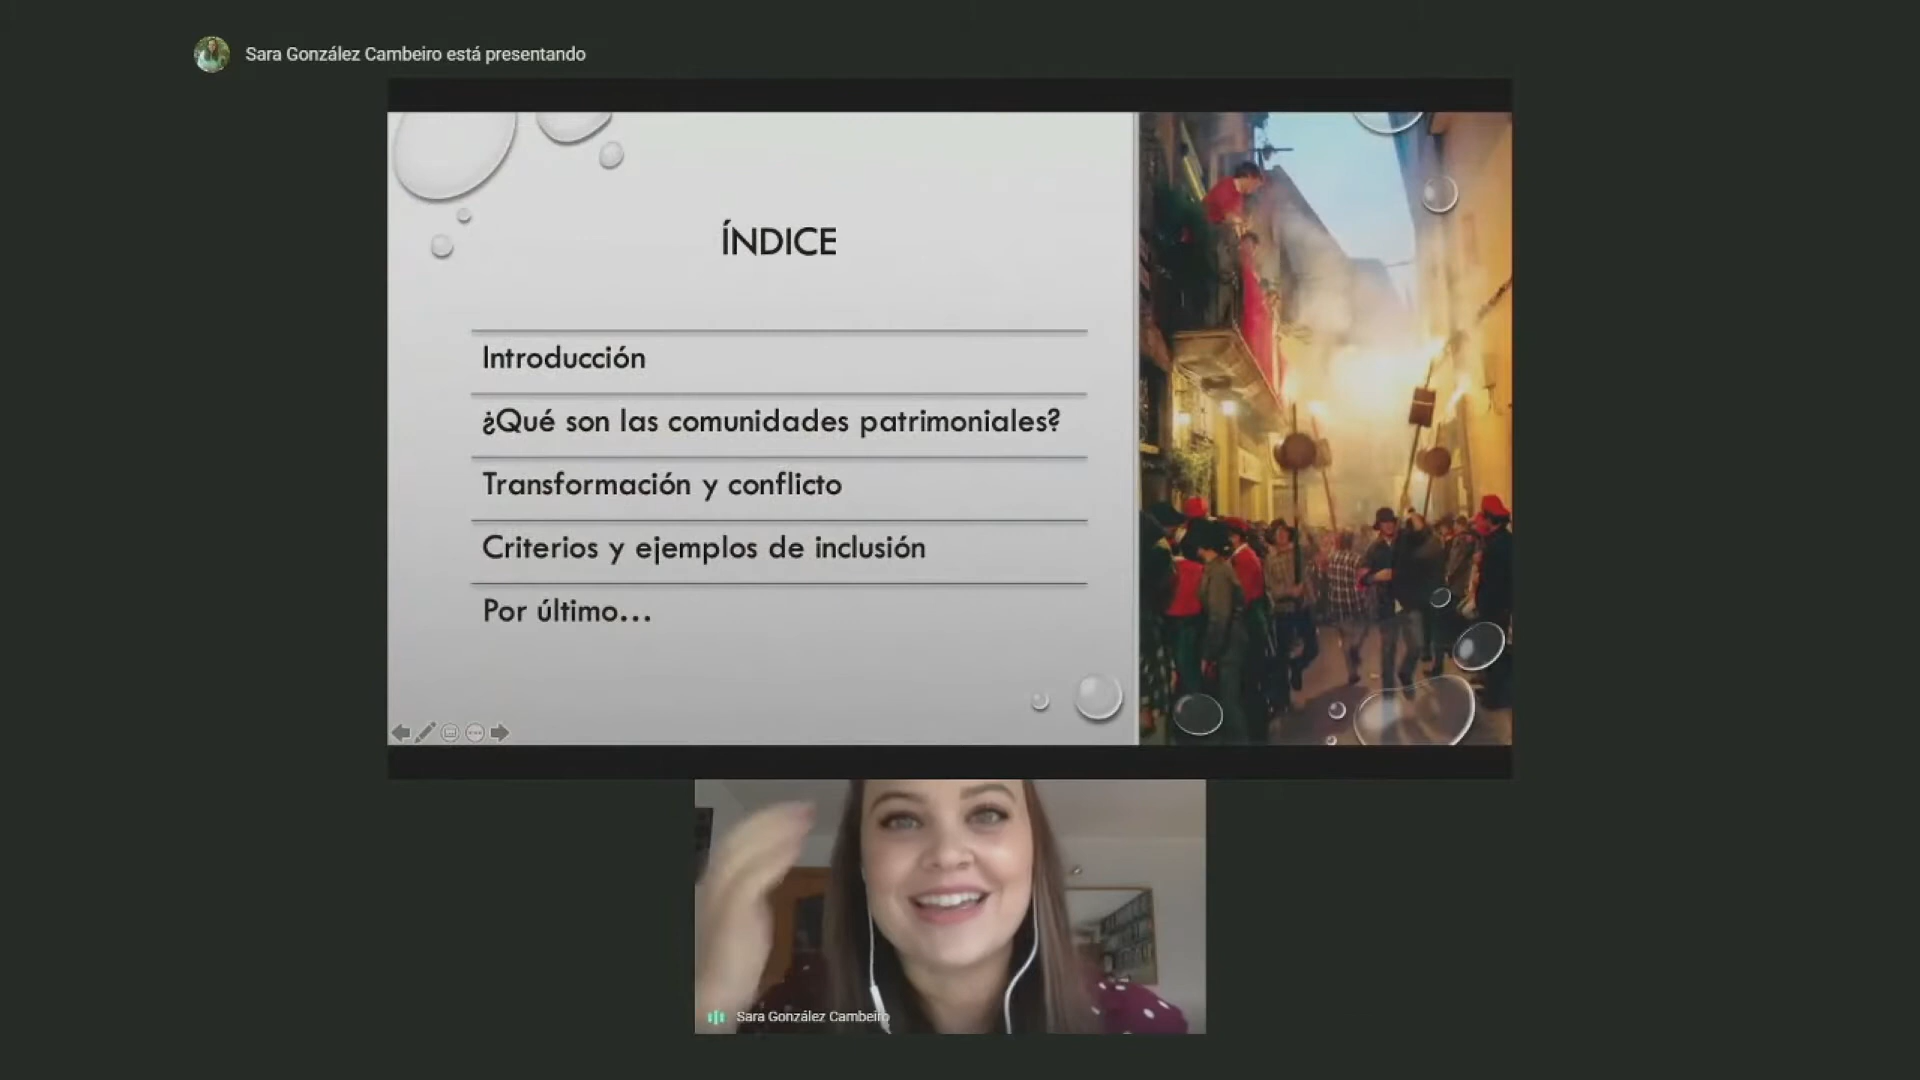 Sara González Cambeiro está presentando
ÍNDICE
Introducción
¿Qué son las comunidades patrimoniales?
Transformación y conflicto
Criterios y ejemplos de inclusión
Por último...
Sara González Cambeiro